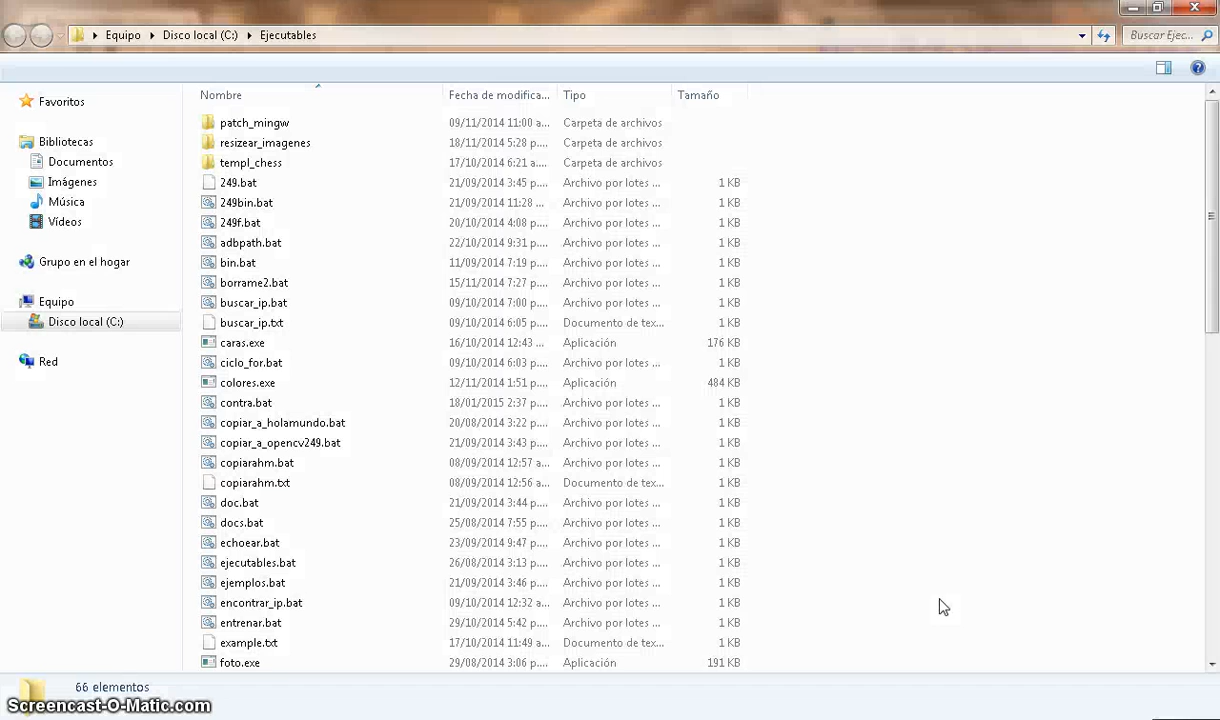 Equipo Disco local (C:) Ejecutables Buscar Ejec...
Nombre Fecha de modifica... Tipo Tamaño
Favoritos
Bibliotecas
Documentos
Imágenes
Música
Vídeos
Grupo en el hogar
Equipo
Disco local (C:)
Red
patch_mingw 09/11/2014 11:00 a... Carpeta de archivos
resizear_imagenes 18/11/2014 5:28 p.... Carpeta de archivos
templ_chess 17/10/2014 6:21 a.... Carpeta de archivos
249.bat 21/09/2014 3:45 p.... Archivo por lotes ... 1 KB
249bin.bat 21/09/2014 11:28 ... Archivo por lotes ... 1 KB
249f.bat 20/10/2014 4:08 p.... Archivo por lotes ... 1 KB
adbpath.bat 22/10/2014 9:31 p.... Archivo por lotes ... 1 KB
bin.bat 11/09/2014 7:19 p.... Archivo por lotes ... 1 KB
borrame2.bat 15/11/2014 7:27 p.... Archivo por lotes ... 1 KB
buscar_ip.bat 09/10/2014 7:00 p.... Archivo por lotes ... 1 KB
buscar_ip.txt 09/10/2014 6:05 p.... Documento de tex... 1 KB
caras.exe 16/10/2014 12:43 ... Aplicación 176 KB
ciclo_for.bat 09/10/2014 6:03 p.... Archivo por lotes ... 1 KB
colores.exe 12/11/2014 1:51 p.... Aplicación 484 KB
contra.bat 18/01/2015 2:37 p.... Archivo por lotes ... 1 KB
copiar_a_holamundo.bat 20/08/2014 3:22 p.... Archivo por lotes ... 1 KB
copiar_a_opencv249.bat 21/09/2014 3:43 p.... Archivo por lotes ... 1 KB
copiarahm.bat 08/09/2014 12:57 a... Archivo por lotes ... 1 KB
copiarahm.txt 08/09/2014 12:56 a... Documento de tex... 1 KB
doc.bat 21/09/2014 3:44 p.... Archivo por lotes ... 1 KB
docs.bat 25/08/2014 7:55 p.... Archivo por lotes ... 1 KB
echoear.bat 23/09/2014 9:47 p.... Archivo por lotes ... 1 KB
ejecutables.bat 26/08/2014 3:13 p.... Archivo por lotes ... 1 KB
ejemplos.bat 21/09/2014 3:46 p.... Archivo por lotes ... 1 KB
encontrar_ip.bat 09/10/2014 12:32 a... Archivo por lotes ... 1 KB
entrenar.bat 29/01/2015 5:42 p.... Archivo por lotes ... 1 KB
example.txt 17/10/2014 11:49 a... Documento de tex... 1 KB
foto.exe 29/08/2014 3:06 p.... Aplicación 191 KB
66 elementos
Screencast-O-Matic.com